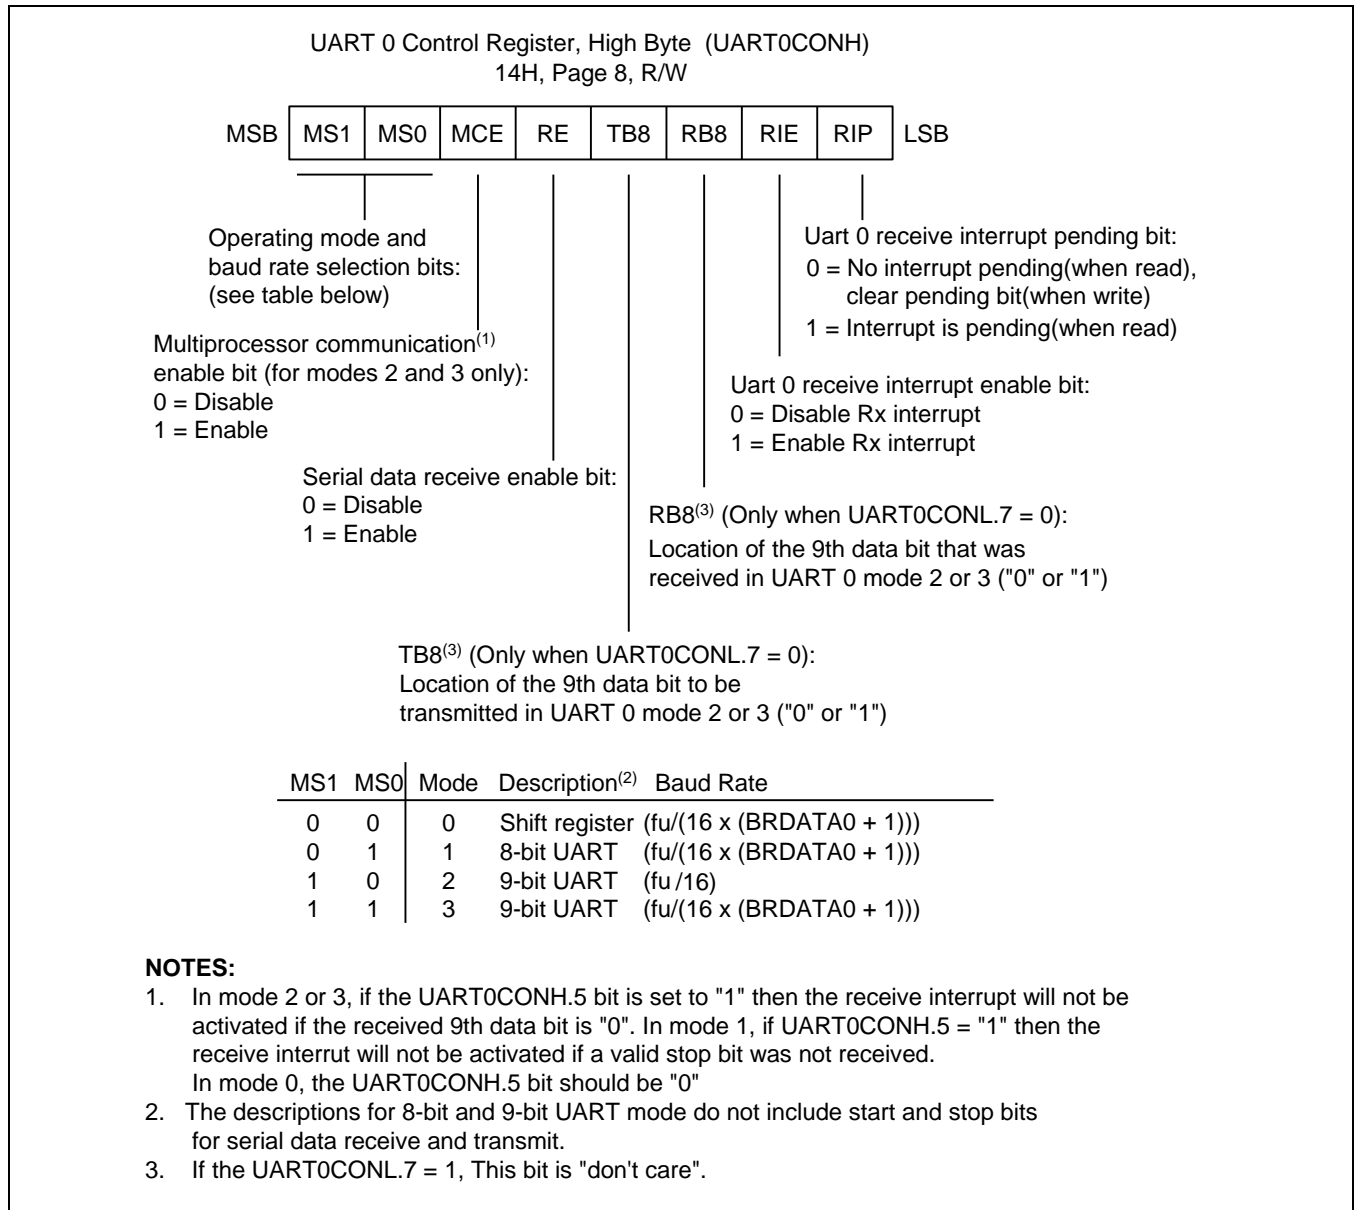 UART 0 Control Register, High Byte (UART0CONH)
14H, Page 8, R/W
MSB MS1 MS0 MCE RE TB8 RB8 RIE RIP LSB
Operating mode and
baud rate selection bits:
(see table below)
Uart 0 receive interrupt pending bit:
0 = No interrupt pending(when read),
clear pending bit(when write)
1 = Interrupt is pending(when read)
Multiprocessor communication(1)
enable bit (for modes 2 and 3 only):
0 = Disable
1 = Enable
Uart 0 receive interrupt enable bit:
0 = Disable Rx interrupt
1 = Enable Rx interrupt
Serial data receive enable bit:
0 = Disable
1 = Enable
RB8(3) (Only when UART0CONL.7 = 0):
Location of the 9th data bit that was
received in UART 0 mode 2 or 3 ("0" or "1")
TB8(3) (Only when UART0CONL.7 = 0):
Location of the 9th data bit to be
transmitted in UART 0 mode 2 or 3 ("0" or "1")
MS1 MS0 Mode Description(2) Baud Rate
0 0 0 Shift register (fu/(16 x (BRDATA0 + 1)))
0 1 1 8-bit UART (fu/(16 x (BRDATA0 + 1)))
1 0 2 9-bit UART (fu /16)
1 1 3 9-bit UART (fu/(16 x (BRDATA0 + 1)))
NOTES:
1. In mode 2 or 3, if the UART0CONH.5 bit is set to "1" then the receive interrupt will not be
activated if the received 9th data bit is "0". In mode 1, if UART0CONH.5 = "1" then the
receive interrut will not be activated if a valid stop bit was not received.
In mode 0, the UART0CONH.5 bit should be "0"
2. The descriptions for 8-bit and 9-bit UART mode do not include start and stop bits
for serial data receive and transmit.
3. If the UART0CONL.7 = 1, This bit is "don't care".